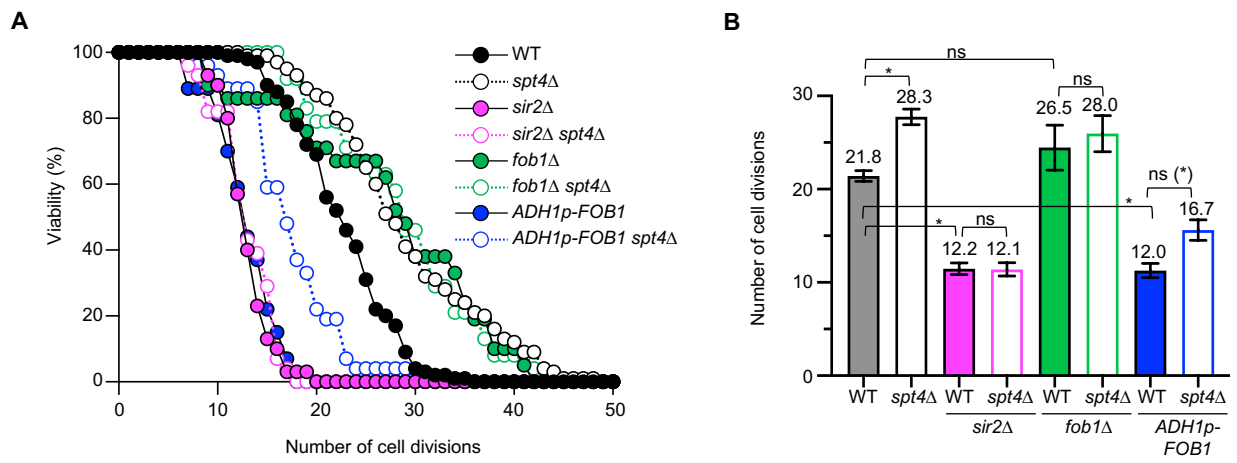 A
Viability (%)
100
80
60
40
20
0
0
10
20
30
40
50
Number of cell divisions
WT
spt4Δ
sir2Δ
sir2Δ spt4Δ
fob1Δ
fob1Δ spt4Δ
ADH1p-FOB1
ADH1p-FOB1 spt4Δ
B
Number of cell divisions
30
20
10
0
ns
*
ns
28.3
26.5
28.0
21.8
ns (*)
*
16.7
*
ns
12.2
12.1
12.0
WT
spt4Δ
WT
spt4Δ
WT
spt4Δ
WT
spt4Δ
sir2Δ
fob1Δ
ADH1p-
FOB1